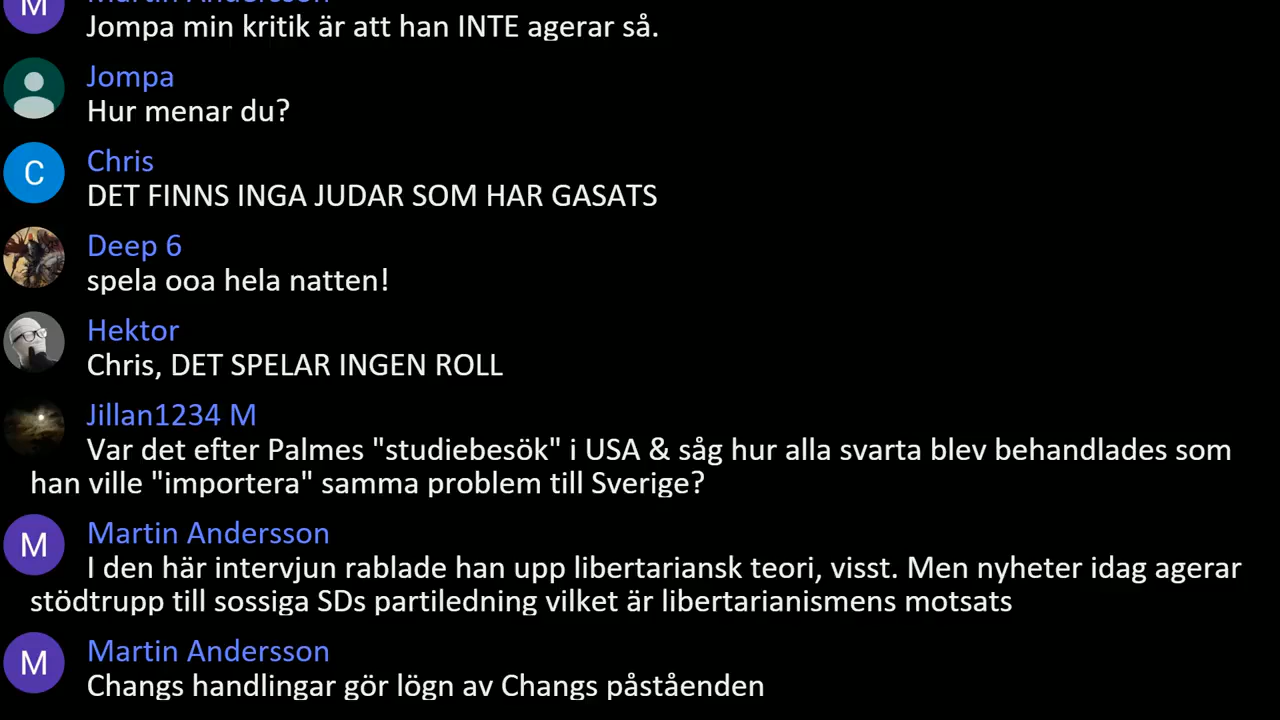 M
Martin Andersson
Jompa min kritik är att han INTE agerar så.
Jompa
Hur menar du?
C
Chris
DET FINNS INGA JUDAR SOM HAR GASATS
Deep 6
spela ooa hela natten!
Hektor
Chris, DET SPELAR INGEN ROLL
Jillan1234 M
Var det efter Palmes "studiebesök" i USA & såg hur alla svarta blev behandlades som
han ville "importera" samma problem till Sverige?
M
Martin Andersson
I den här intervjun rablade han upp libertariansk teori, visst. Men nyheter idag agerar
stödtrupp till sossiga SDs partiledning vilket är libertarianismens motsats
M
Martin Andersson
Changs handlingar gör lögn av Changs påståenden